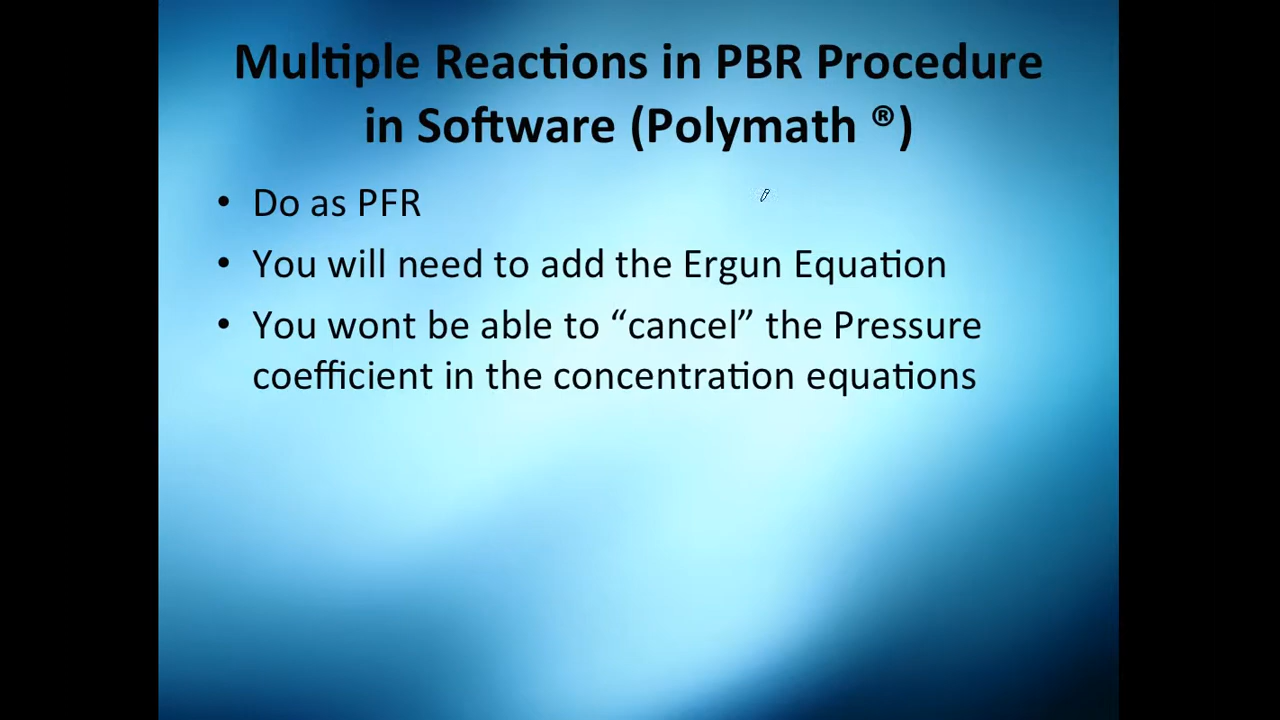 Multiple Reactions in PBR Procedure
in Software (Polymath ®)
• Do as PFR
• You will need to add the Ergun Equation
• You wont be able to “cancel” the Pressure
coefficient in the concentration equations